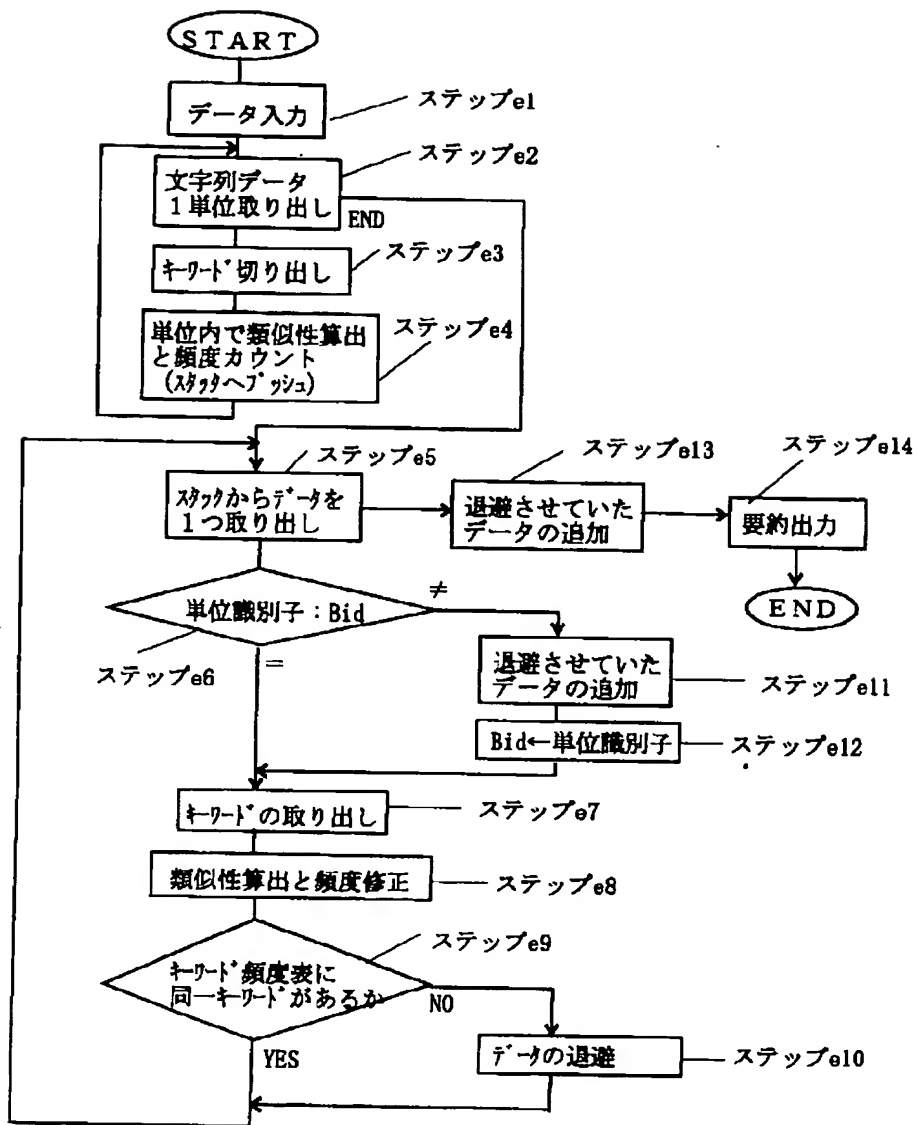 START
データ入力
ステップe1
文字列データ
1単位取り出し
ステップe2
END
キーワード切り出し
ステップe3
単位内で類似性算出
と頻度カウント
(スタックへプッシュ)
ステップe4
スタックからデータを
1つ取り出し
ステップe5
退避させていた
データの追加
ステップe13
要約出力
ステップe14
END
単位識別子:Bid
≠
=
ステップe6
退避させていた
データの追加
ステップe11
Bid←単位識別子
ステップe12
キーワードの取り出し
ステップe7
類似性算出と頻度修正
ステップe8
キーワード頻度表に
同一キーワードがあるか
ステップe9
NO
YES
データの退避
ステップe10